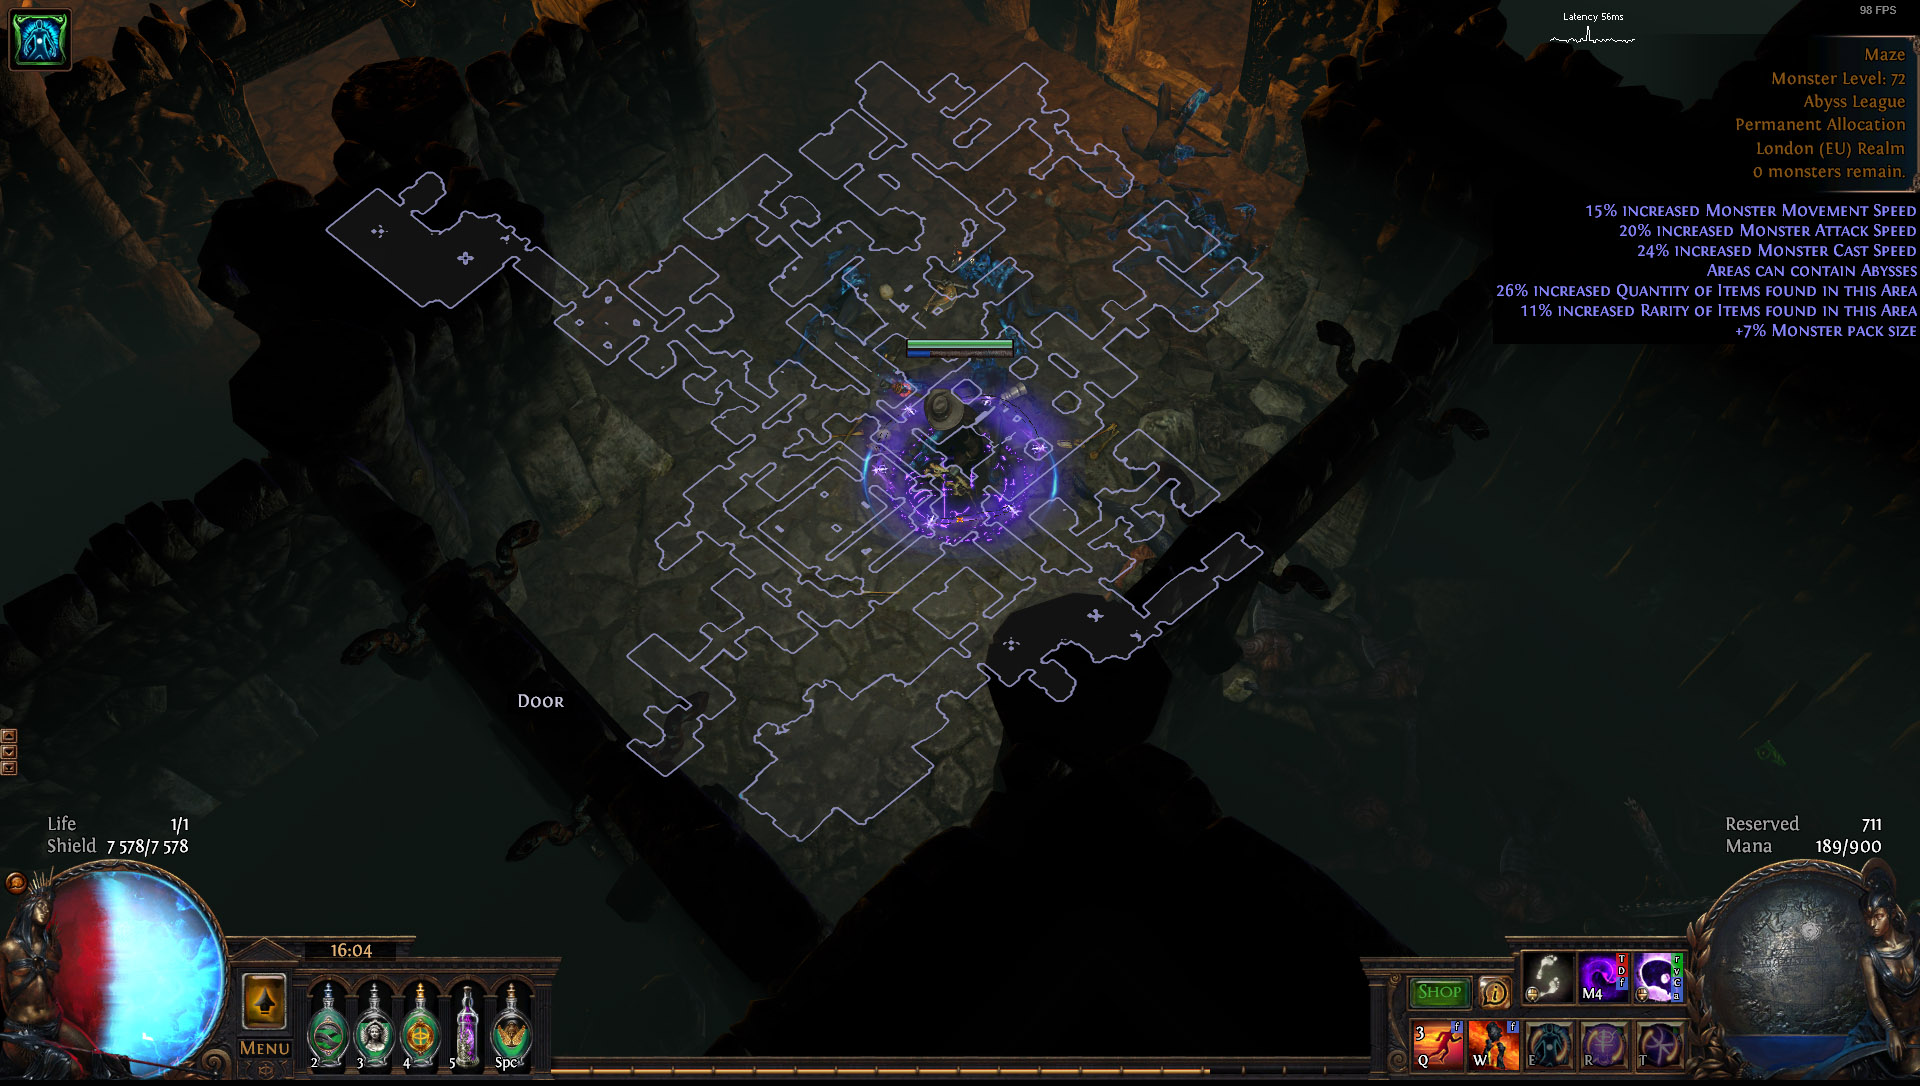 Latency 56ms
98 FPS
Maze
Monster Level: 72
Abyss League
Permanent Allocation
London (EU) Realm
0 monsters remain.
15% increased Monster Movement Speed
20% increased Monster Attack Speed
24% increased Monster Cast Speed
Areas can contain Abysses
26% increased Quantity of Items found in this Area
11% increased Rarity of Items found in this Area
+7% Monster pack size
Door
Life 1/1
Shield 7 578/7 578
Reserved 711
Mana 189/900
16:04
Menu
2 3 4 5 Spc
Shop
M4
T
D
f
r
v
C
a
3 f f
Q W E R T